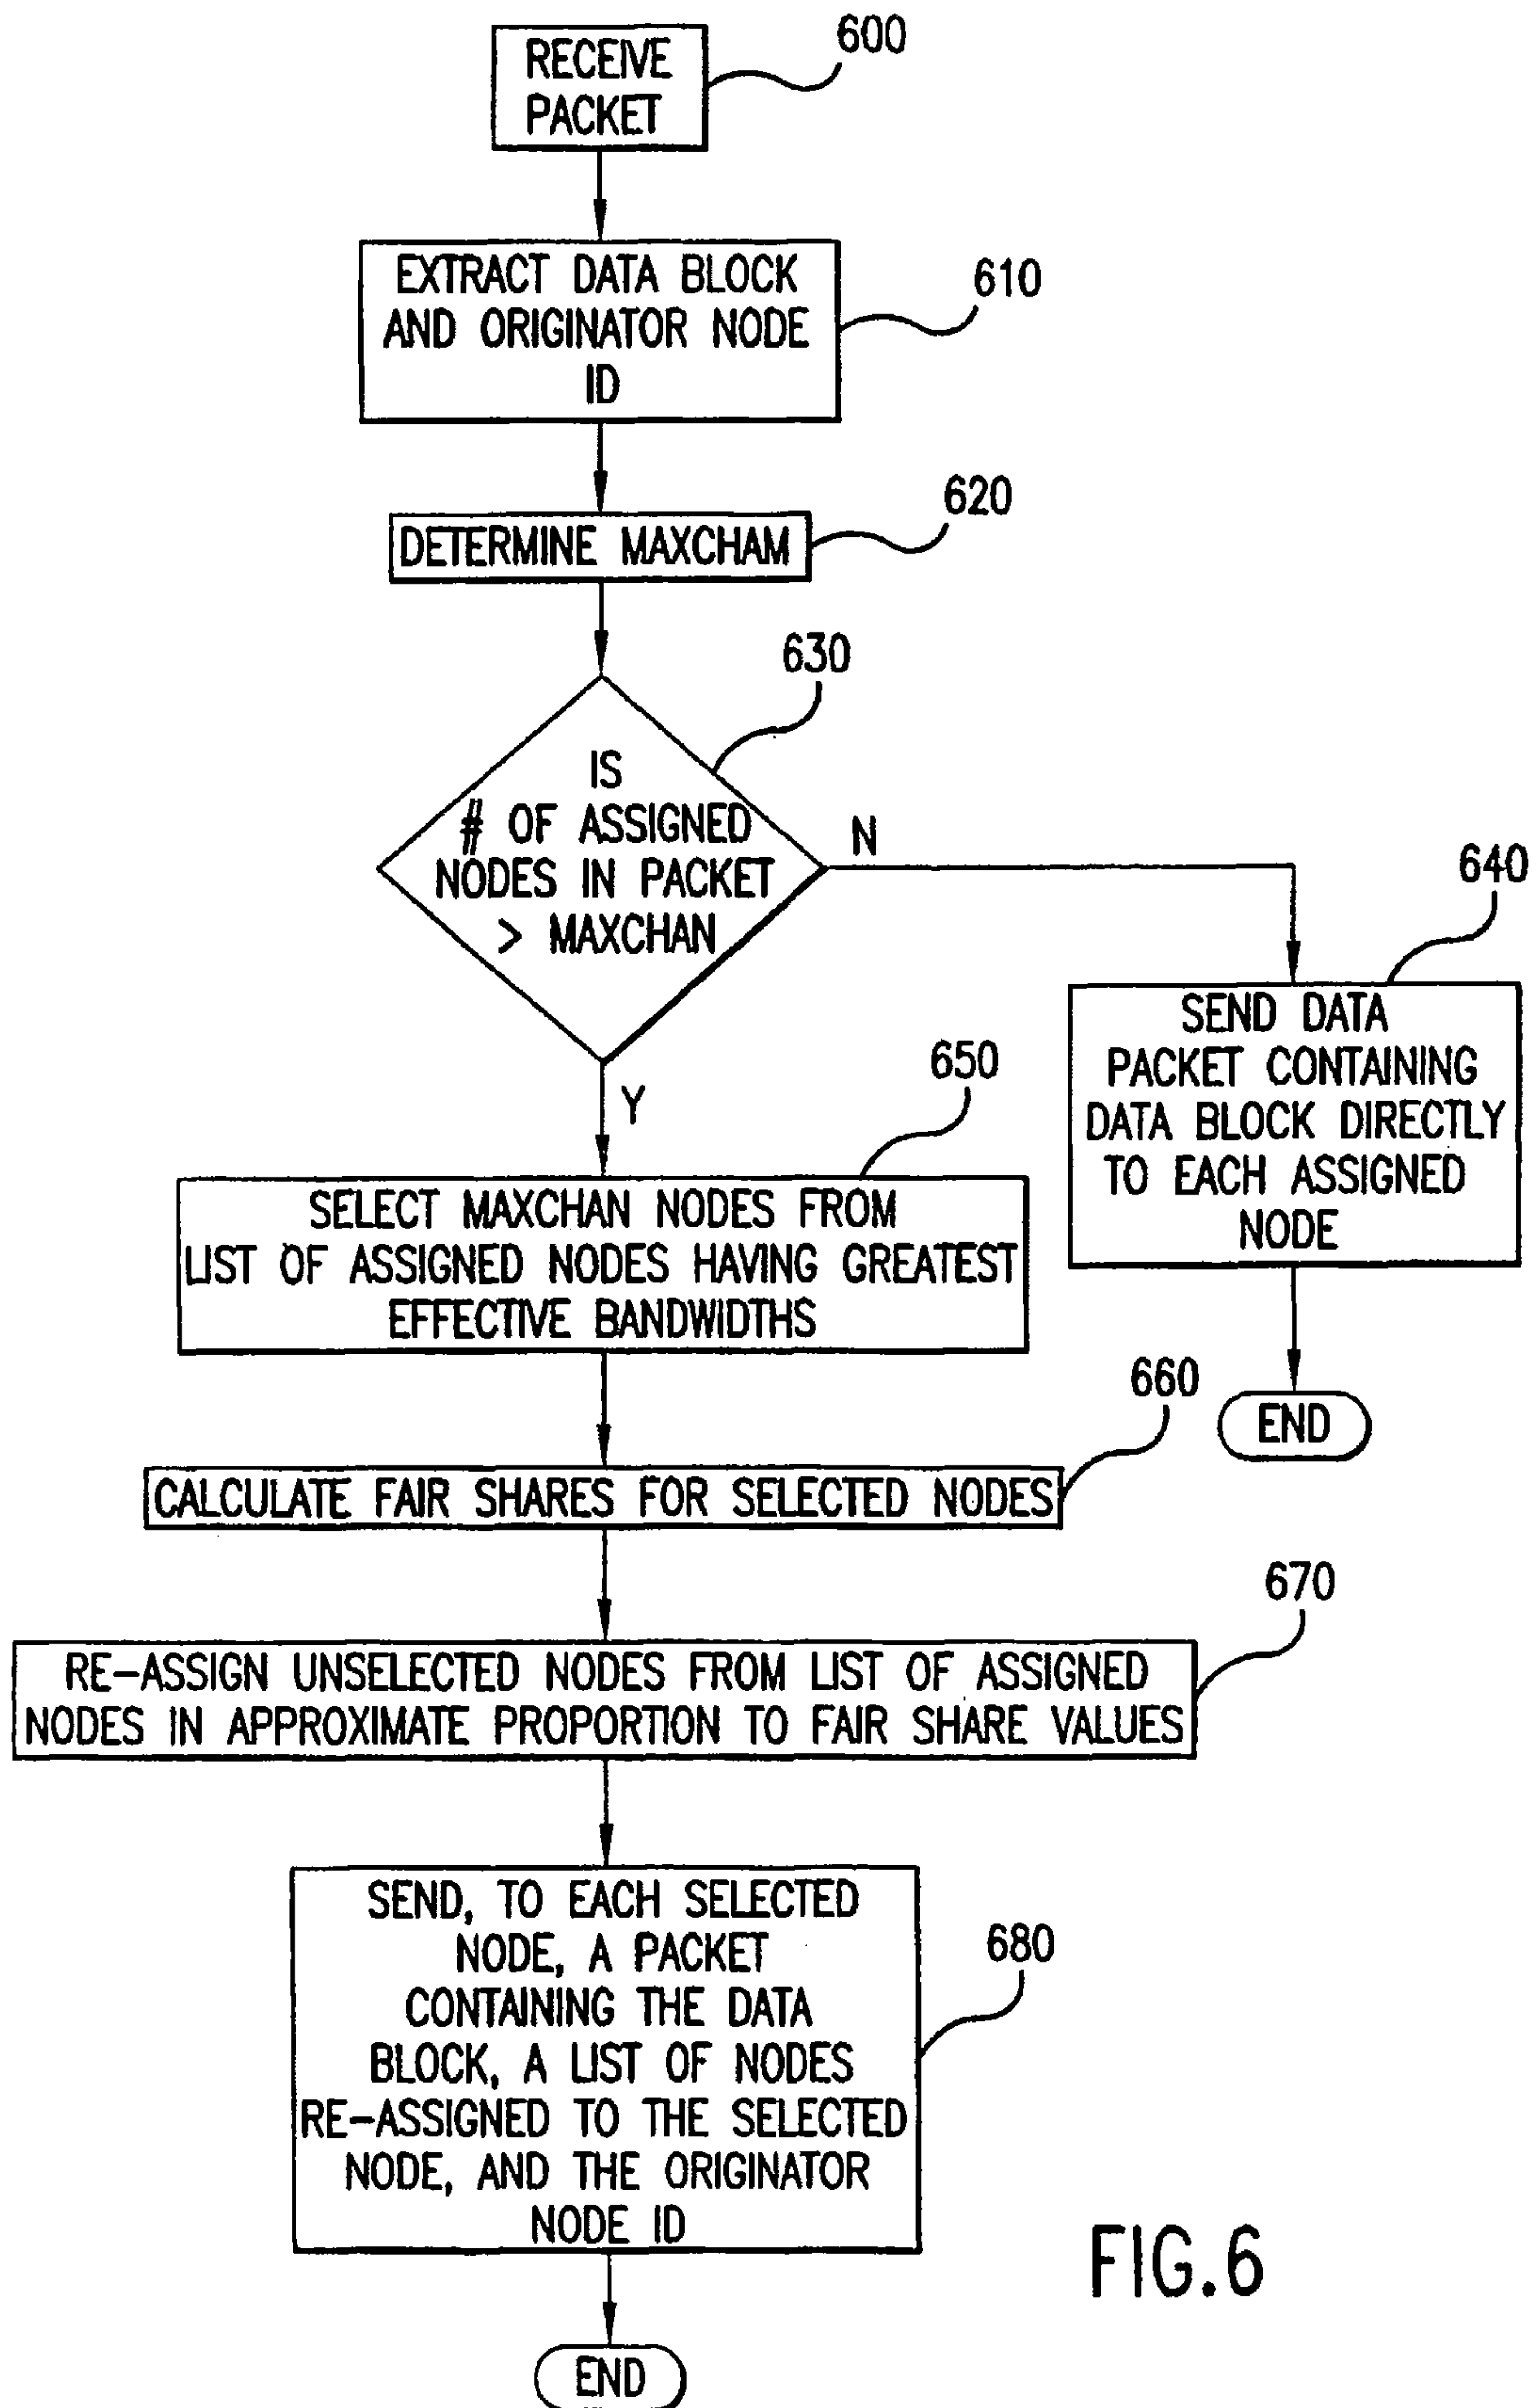 RECEIVE
PACKET
600
EXTRACT DATA BLOCK
AND ORIGINATOR NODE
ID
610
DETERMINE MAXCHAM
620
630
IS
# OF ASSIGNED
NODES IN PACKET
> MAXCHAN
N
640
SEND DATA
PACKET CONTAINING
DATA BLOCK DIRECTLY
TO EACH ASSIGNED
NODE
END
Y
650
SELECT MAXCHAN NODES FROM
LIST OF ASSIGNED NODES HAVING GREATEST
EFFECTIVE BANDWIDTHS
660
CALCULATE FAIR SHARES FOR SELECTED NODES
670
RE-ASSIGN UNSELECTED NODES FROM LIST OF ASSIGNED
NODES IN APPROXIMATE PROPORTION TO FAIR SHARE VALUES
SEND, TO EACH SELECTED
NODE, A PACKET
CONTAINING THE DATA
BLOCK, A LIST OF NODES
RE-ASSIGNED TO THE SELECTED
NODE, AND THE ORIGINATOR
NODE ID
680
END
FIG.6